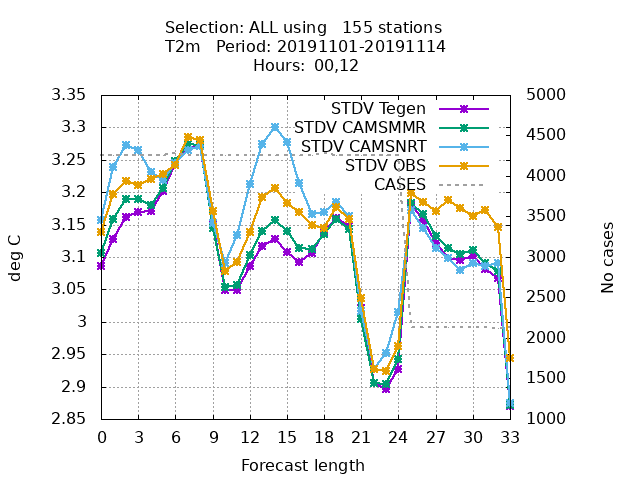 Selection: ALL using   155 stations
T2m   Period: 20191101-20191114
Hours:  00,12
3.35
3.3
3.25
3.2
3.15
3.1
3.05
3
2.95
2.9
2.85
deg C
STDV Tegen
STDV CAMSMMR
STDV CAMSNRT
STDV OBS
CASES
5000
4500
4000
3500
3000
2500
2000
1500
1000
No cases
0 3 6 9 12 15 18 21 24 27 30 33
Forecast length